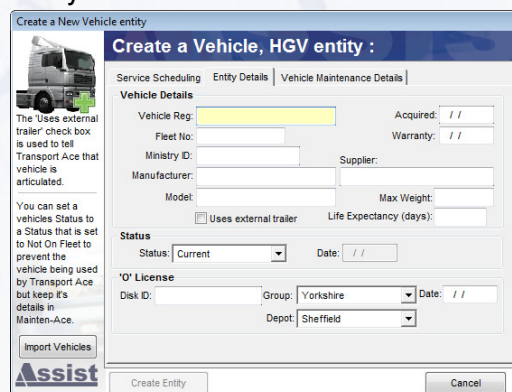 Create a New Vehicle entity
Create a Vehicle, HGV entity :
Service Scheduling Entity Details Vehicle Maintenance Details
The 'Uses external
trailer' check box
is used to tell
Transport Ace that
vehicle is
articulated.
You can set a
vehicles Status to
a Status that is set
to Not On Fleet to
prevent the
vehicle being used
by Transport Ace
but keep it's
details in
Mainten-Ace.
Import Vehicles
Assist
Vehicle Details
Vehicle Reg: Acquired: / /
Fleet No: Warranty: / /
Ministry ID: Supplier:
Manufacturer:
Model: Max Weight:
Uses external trailer Life Expectancy (days):
Status
Status: Current Date: / /
'O' License
Disk ID: Group: Yorkshire Date: / /
Depot: Sheffield
Create Entity Cancel